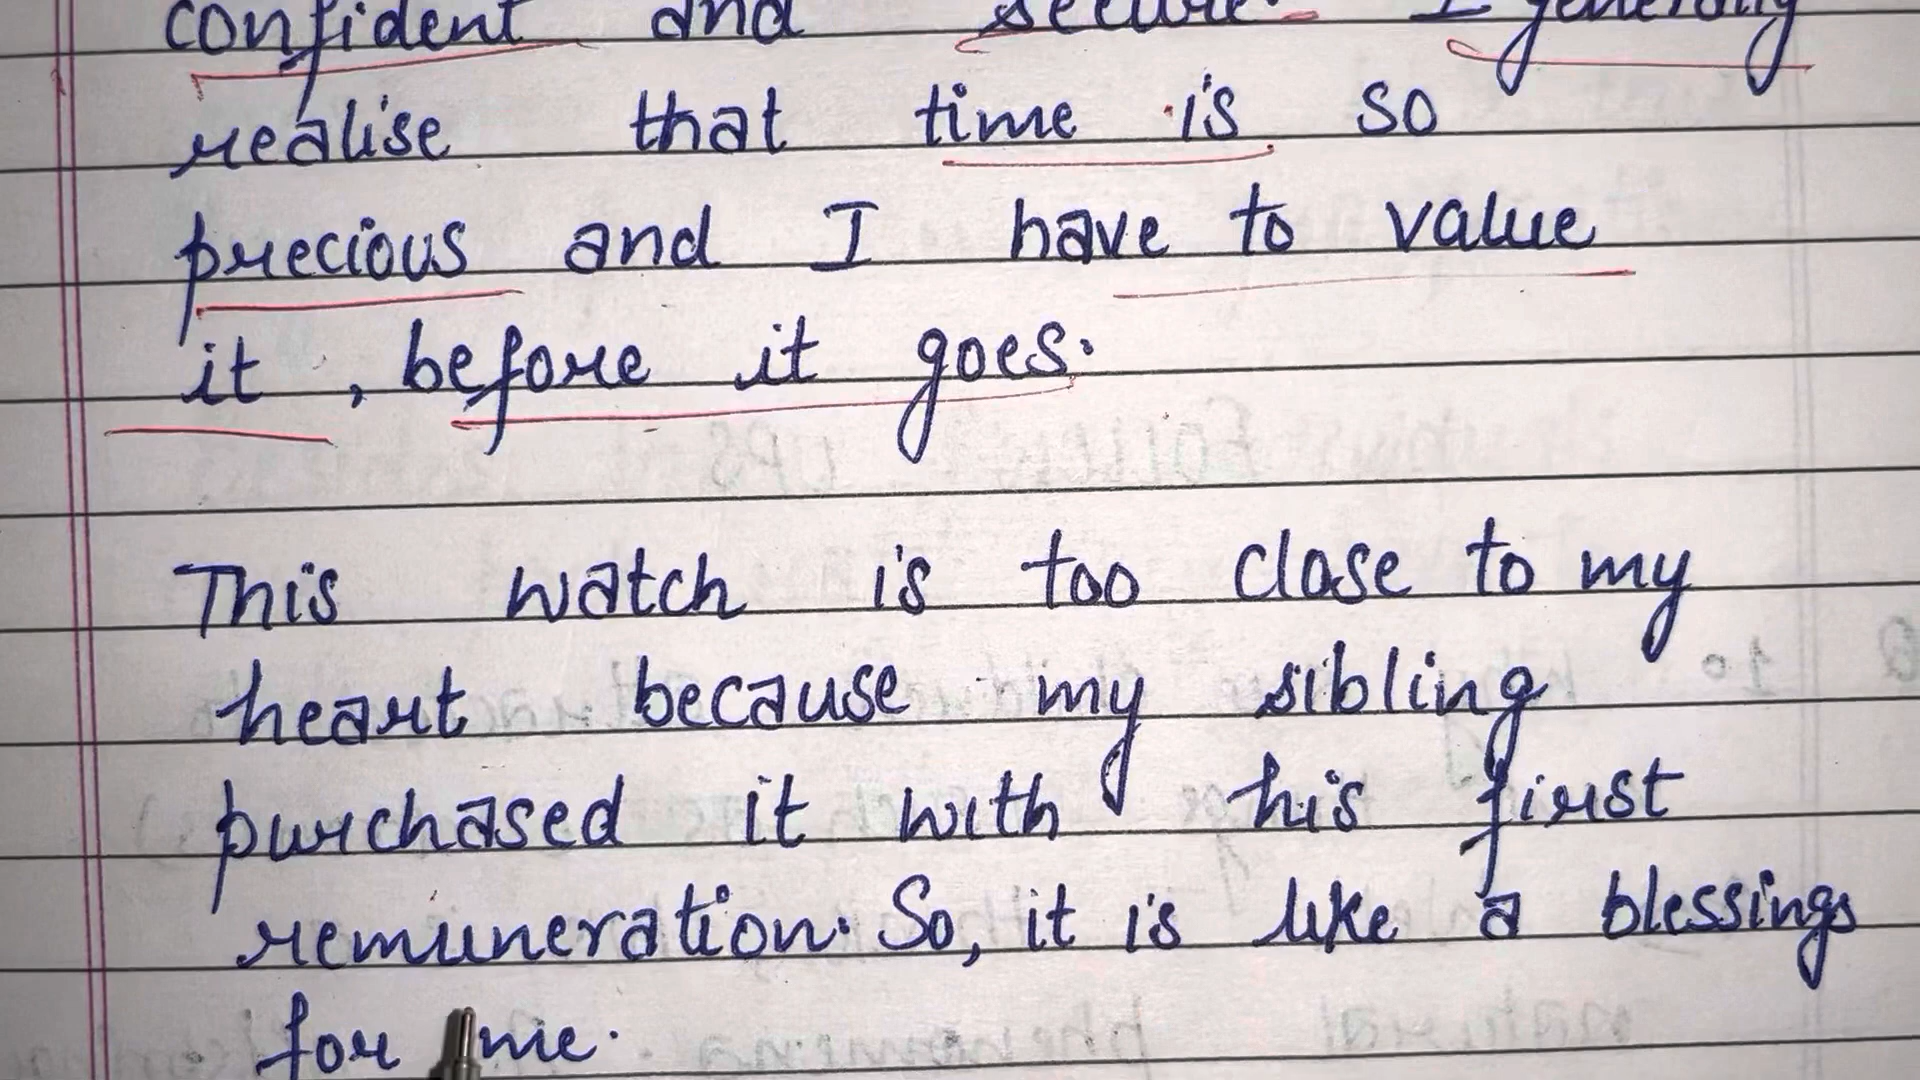 confident and secure. I generally
realise that time is so
precious and I have to value
it, before it goes.
This watch is too close to my
heart because my sibling
purchased it with his first
remuneration. So, it is like a blessings
for me.